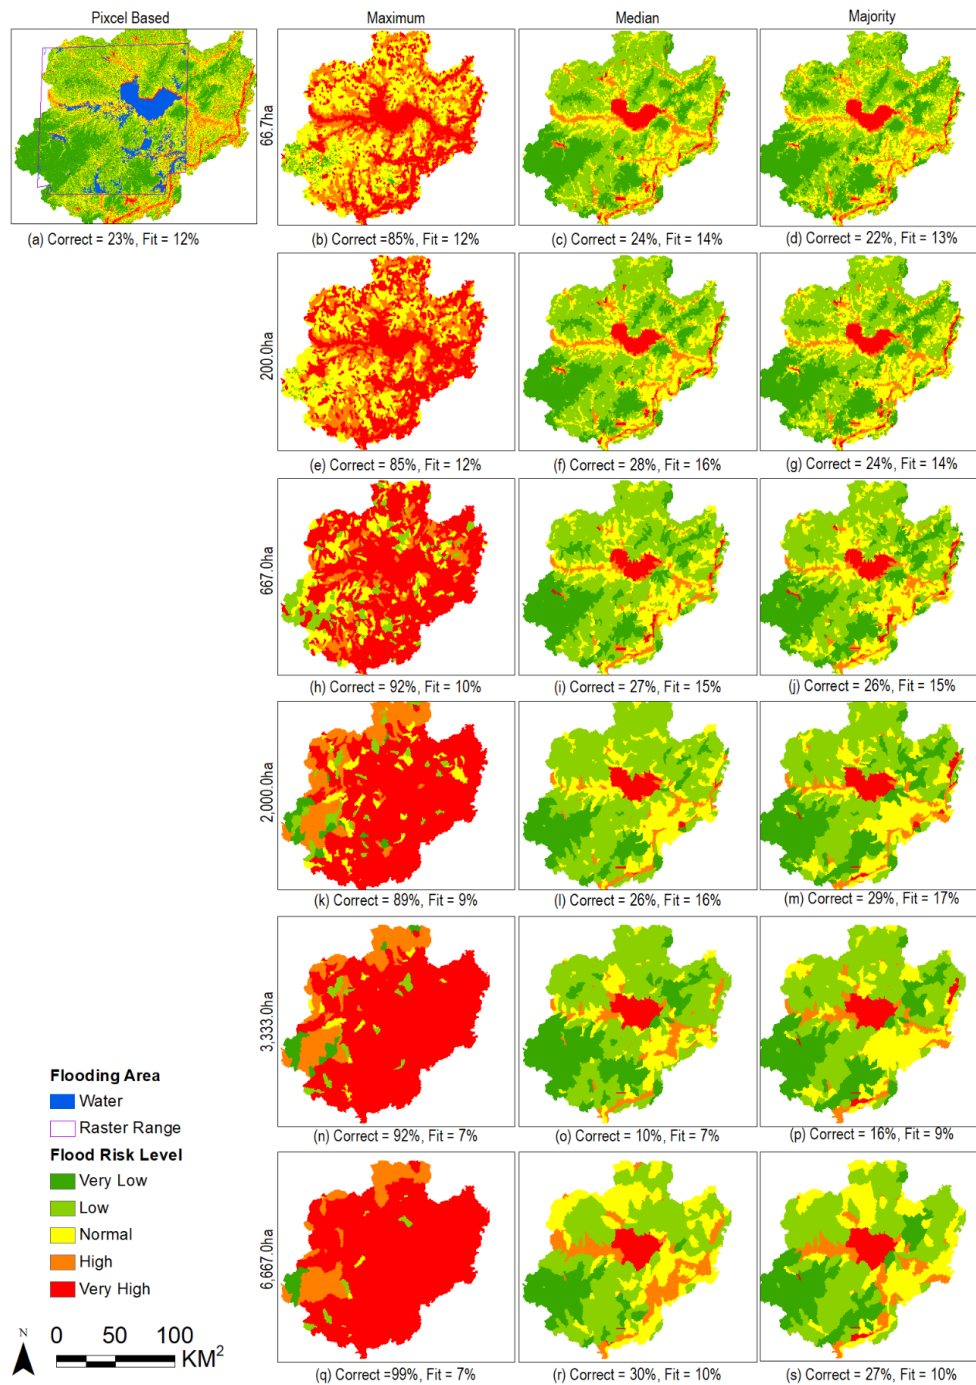 Pixcel Based
Maximum
Median
Majority
66.7ha
(a) Correct = 23%, Fit = 12%
(b) Correct =85%, Fit = 12%
(c) Correct = 24%, Fit = 14%
(d) Correct = 22%, Fit = 13%
200.0ha
(e) Correct = 85%, Fit = 12%
(f) Correct = 28%, Fit = 16%
(g) Correct = 24%, Fit = 14%
667.0ha
(h) Correct = 92%, Fit = 10%
(i) Correct = 27%, Fit = 15%
(j) Correct = 26%, Fit = 15%
2,000.0ha
(k) Correct = 89%, Fit = 9%
(l) Correct = 26%, Fit = 16%
(m) Correct = 29%, Fit = 17%
3,333.0ha
(n) Correct = 92%, Fit = 7%
(o) Correct = 10%, Fit = 7%
(p) Correct = 16%, Fit = 9%
6,667.0ha
(q) Correct =99%, Fit = 7%
(r) Correct = 30%, Fit = 10%
(s) Correct = 27%, Fit = 10%
Flooding Area
Water
Raster Range
Flood Risk Level
Very Low
Low
Normal
High
Very High
N
0 50 100
KM²